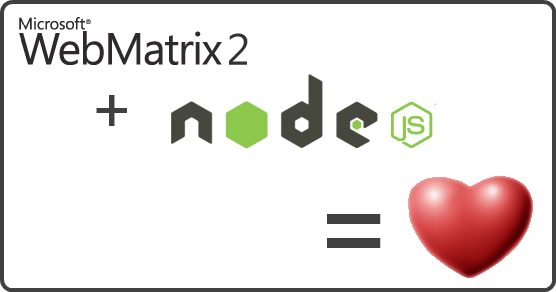 Microsoft®
WebMatrix 2
+ node JS
=